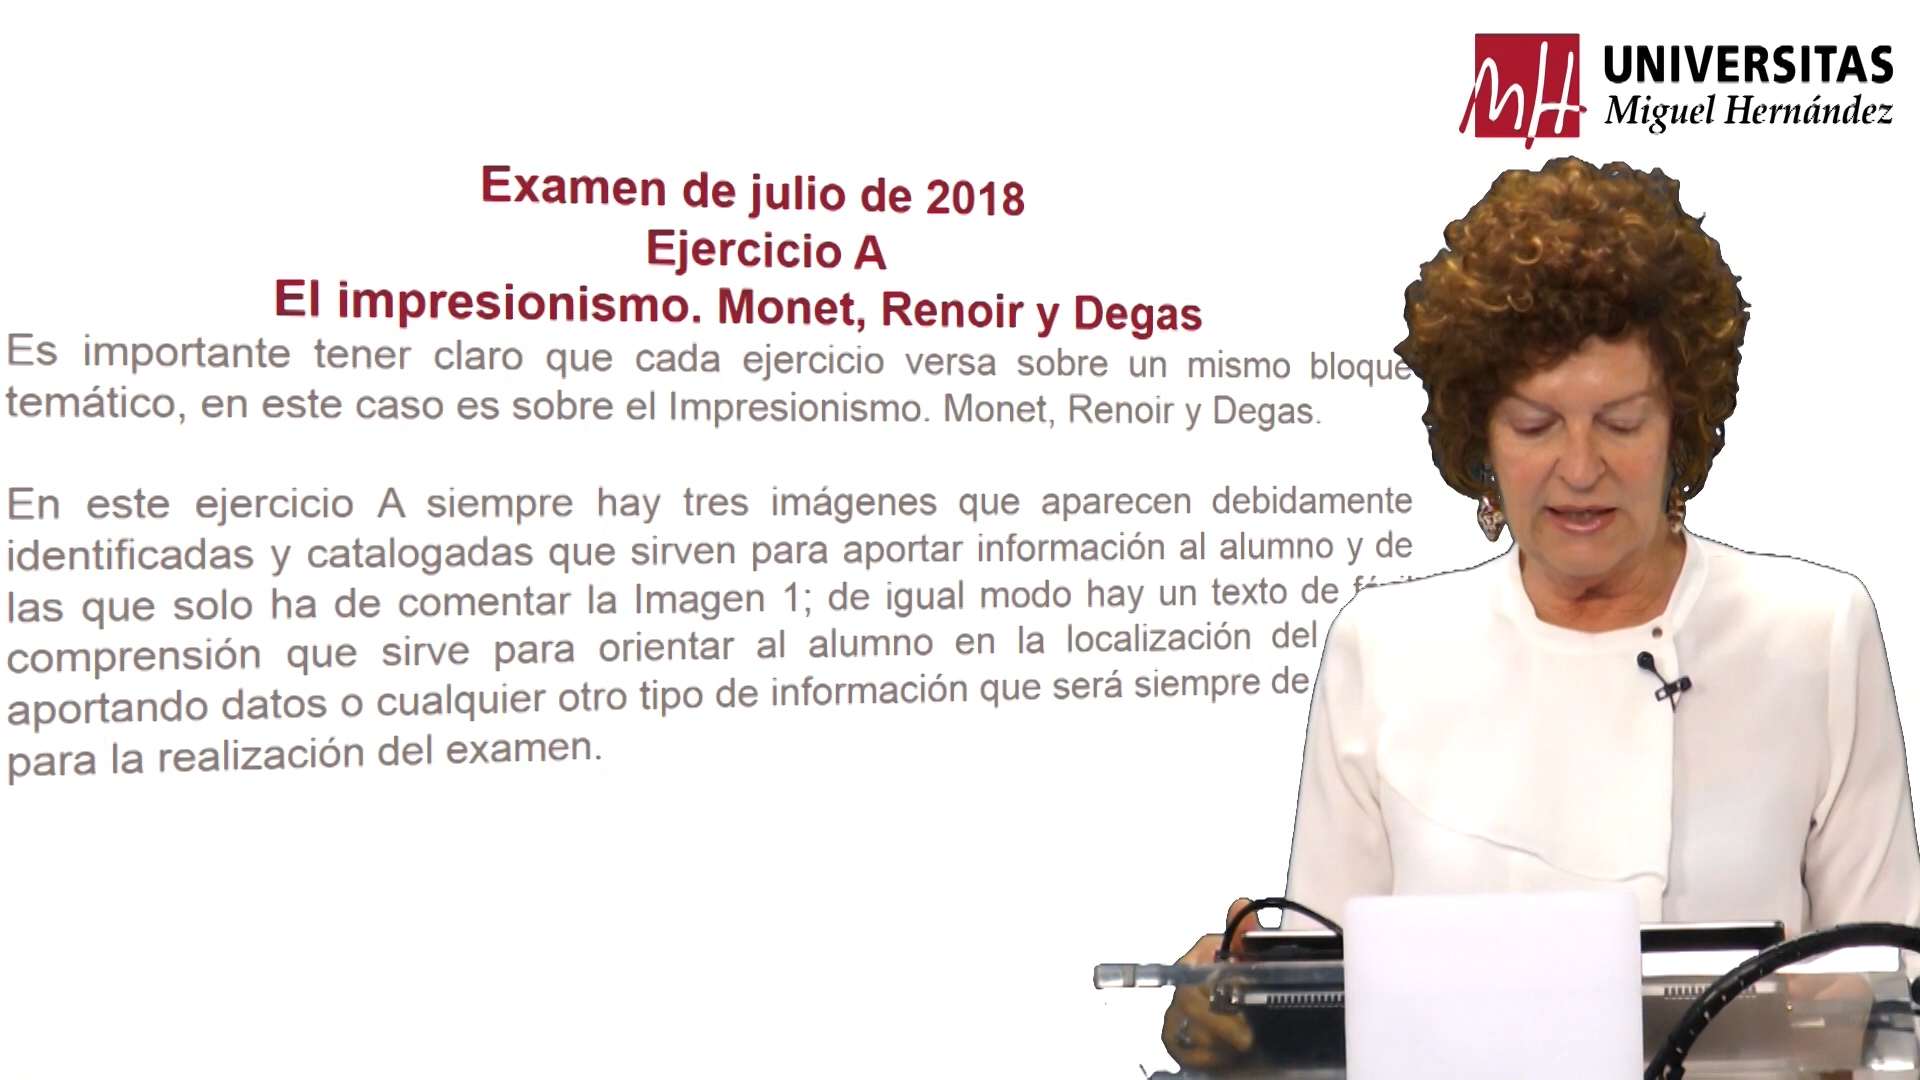 UNIVERSITAS
Miguel Hernández
Examen de julio de 2018
Ejercicio A
El impresionismo. Monet, Renoir y Degas
Es importante tener claro que cada ejercicio versa sobre un mismo bloque
temático, en este caso es sobre el Impresionismo. Monet, Renoir y Degas.
En este ejercicio A siempre hay tres imágenes que aparecen debidamente
identificadas y catalogadas que sirven para aportar información al alumno y de
las que solo ha de comentar la Imagen 1; de igual modo hay un texto de
comprensión que sirve para orientar al alumno en la localización del
aportando datos o cualquier otro tipo de información que será siempre de
para la realización del examen.